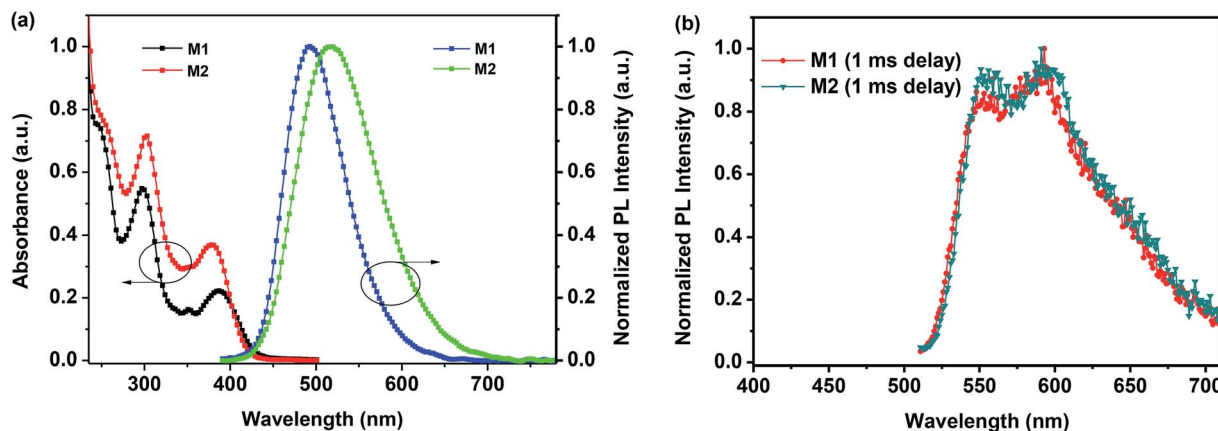 (a)
M1
M2
M1
M2
Absorbance (a.u.)
1.0
0.8
0.6
0.4
0.2
0.0
300 400 500 600 700
Wavelength (nm)
1.0
0.8
0.6
0.4
0.2
0.0
Normalized PL Intensity (a.u.)
(b)
M1 (1 ms delay)
M2 (1 ms delay)
Normalized PL Intensity (a.u.)
1.0
0.8
0.6
0.4
0.2
0.0
400 450 500 550 600 650 700
Wavelength (nm)